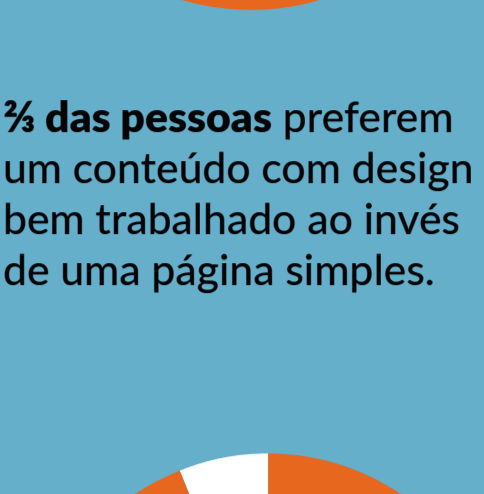 ⅔ das pessoas preferem
um conteúdo com design
bem trabalhado ao invés
de uma página simples.